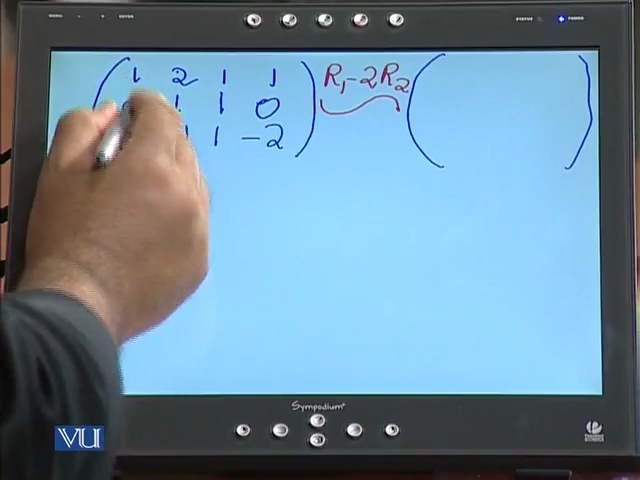 MENU - + ENTER STATUS POWER
1 2 1 1 R₁-2R₂
1 1 0
1 1 -2
Sympodium
VU